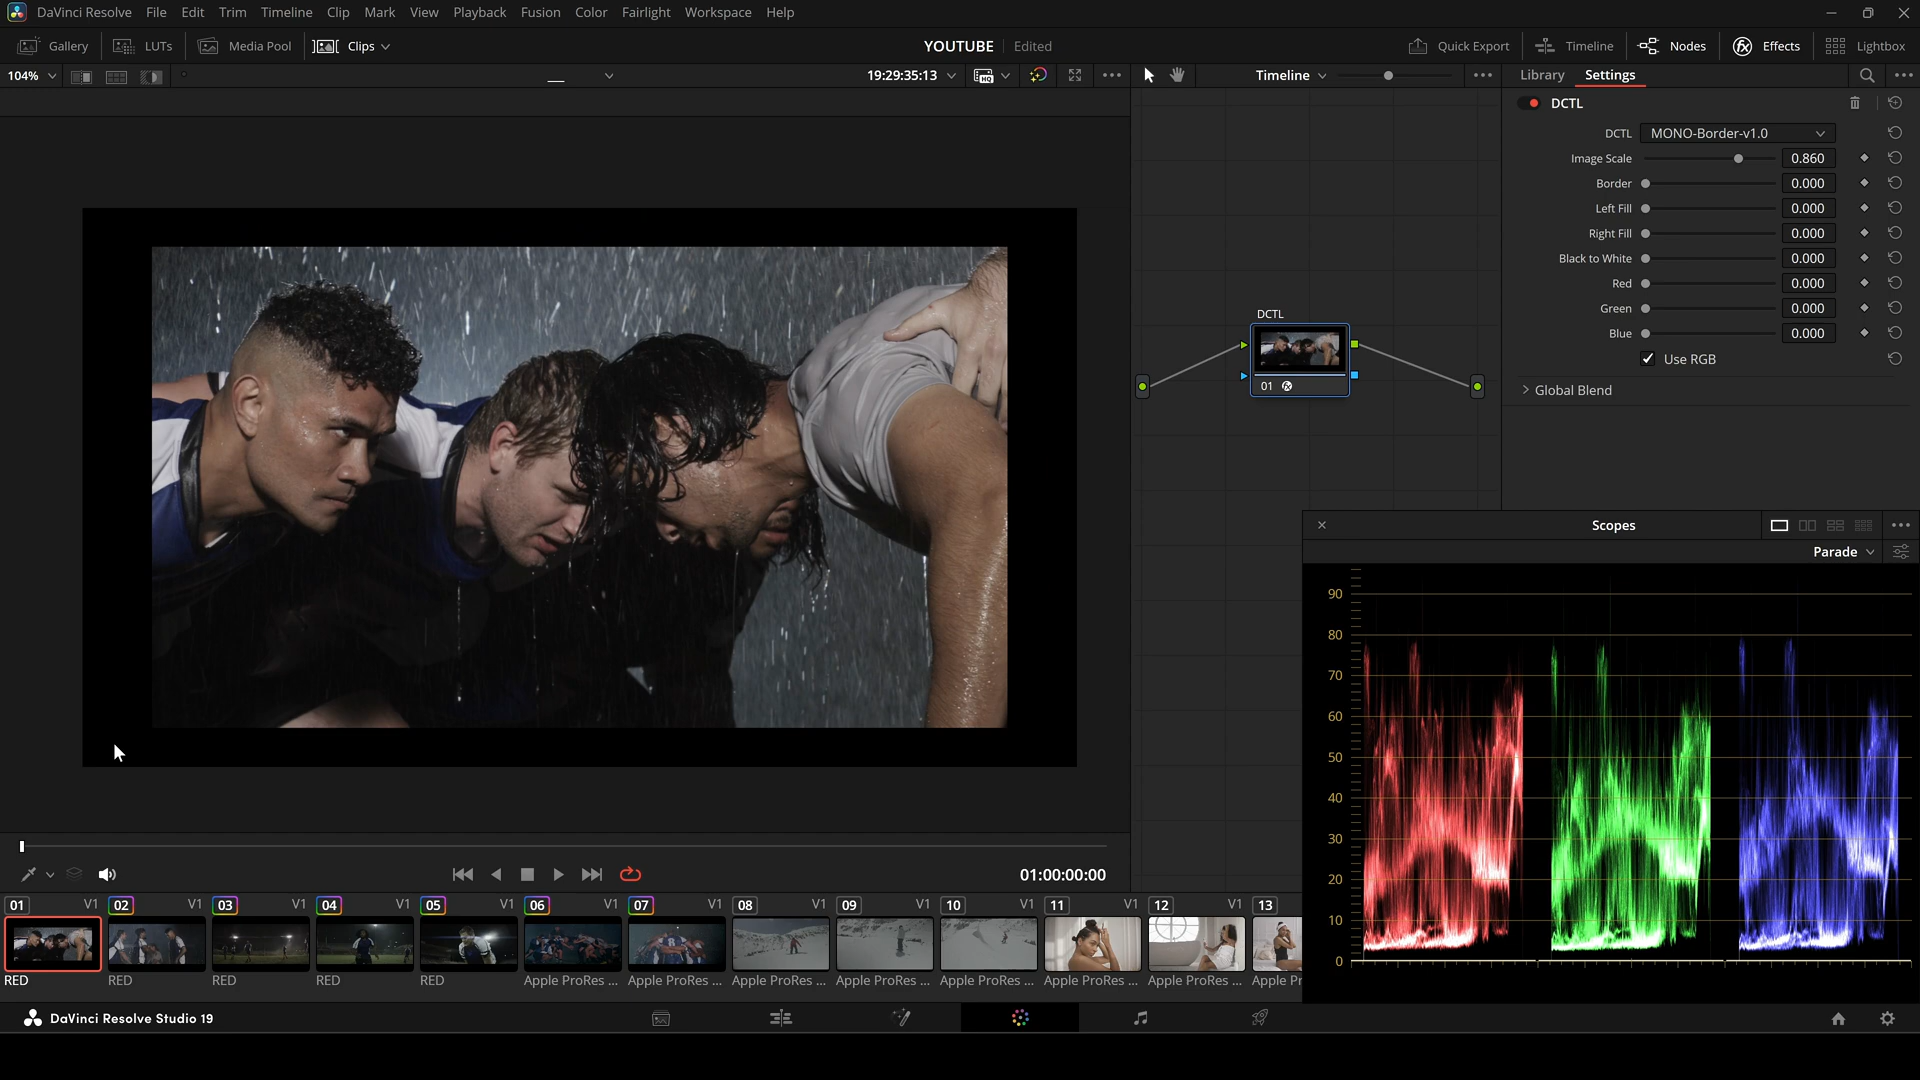 DaVinci Resolve File Edit Trim Timeline Clip Mark View Playback Fusion Color Fairlight Workspace Help
Gallery LUTs Media Pool Clips YOUTUBE Edited Quick Export Timeline Nodes Effects Lightbox
104% 19:29:35:13 Timeline Library Settings
DCTL
DCTL MONO-Border-v1.0
Image Scale 0.860
Border 0.000
Left Fill 0.000
Right Fill 0.000
Black to White 0.000
Red 0.000
Green 0.000
Blue 0.000
Use RGB
Global Blend
DCTL
01
Scopes
Parade
90
80
70
60
50
40
30
20
10
0
01:00:00:00
01 V1 02 V1 03 V1 04 V1 05 V1 06 V1 07 V1 08 V1 09 V1 10 V1 11 V1 12 V1 13
RED RED RED RED RED Apple ProRes ... Apple ProRes ... Apple ProRes ... Apple ProRes ... Apple ProRes ... Apple ProRes ... Apple ProRes ... Apple Pr
DaVinci Resolve Studio 19